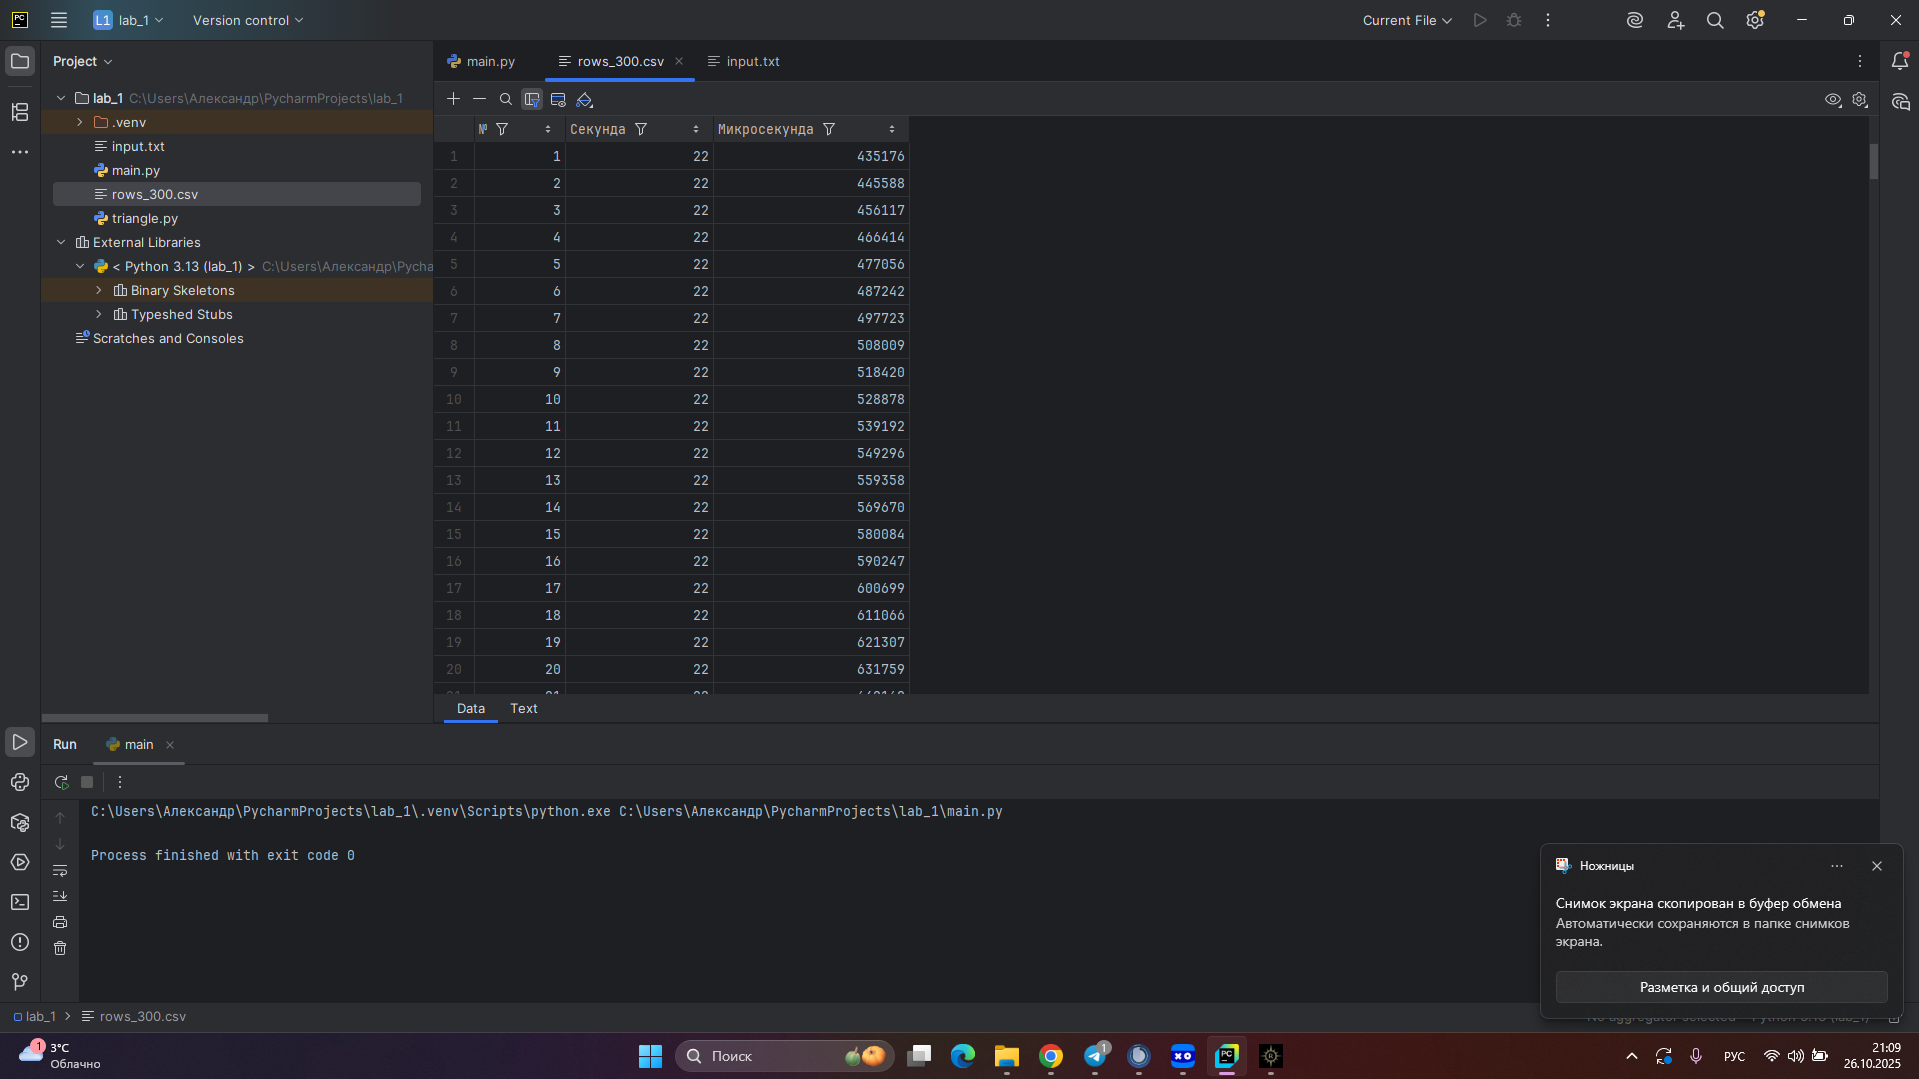 PC L1 lab_1 Version control Current File
Project
main.py rows_300.csv input.txt
lab_1 C:\Users\Александр\PycharmProjects\lab_1
.venv
input.txt
main.py
rows_300.csv
triangle.py
External Libraries
< Python 3.13 (lab_1) > C:\Users\Александр\Pycha
Binary Skeletons
Typeshed Stubs
Scratches and Consoles
№ Секунда Микросекунда
1 1 22 435176
2 2 22 445588
3 3 22 456117
4 4 22 466414
5 5 22 477056
6 6 22 487242
7 7 22 497723
8 8 22 508009
9 9 22 518420
10 10 22 528878
11 11 22 539192
12 12 22 549296
13 13 22 559358
14 14 22 569670
15 15 22 580084
16 16 22 590247
17 17 22 600699
18 18 22 611066
19 19 22 621307
20 20 22 631759
Data Text
Run main
C:\Users\Александр\PycharmProjects\lab_1\.venv\Scripts\python.exe C:\Users\Александр\PycharmProjects\lab_1\main.py
Process finished with exit code 0
Ножницы
Снимок экрана скопирован в буфер обмена
Автоматически сохраняются в папке снимков
экрана.
Разметка и общий доступ
lab_1 > rows_300.csv
1 3°C
Облачно
Поиск
1
XO
PC
РУС
21:09
26.10.2025